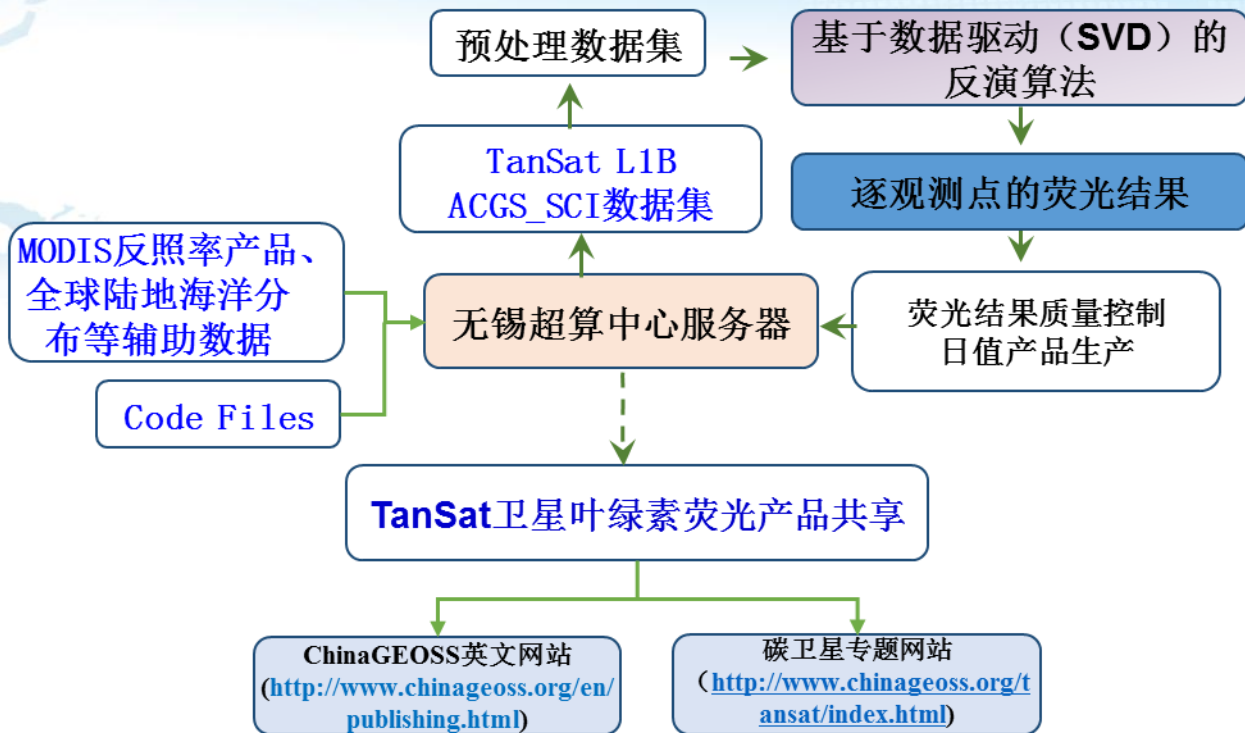 预处理数据集
基于数据驱动（SVD）的
反演算法
TanSat L1B
ACGS_SCI数据集
逐观测点的荧光结果
MODIS反照率产品、
全球陆地海洋分
布等辅助数据
无锡超算中心服务器
荧光结果质量控制
日值产品生产
Code Files
TanSat卫星叶绿素荧光产品共享
ChinaGEOSS英文网站
(http://www.chinageoss.org/en/
publishing.html)
碳卫星专题网站
（http://www.chinageoss.org/t
ansat/index.html)